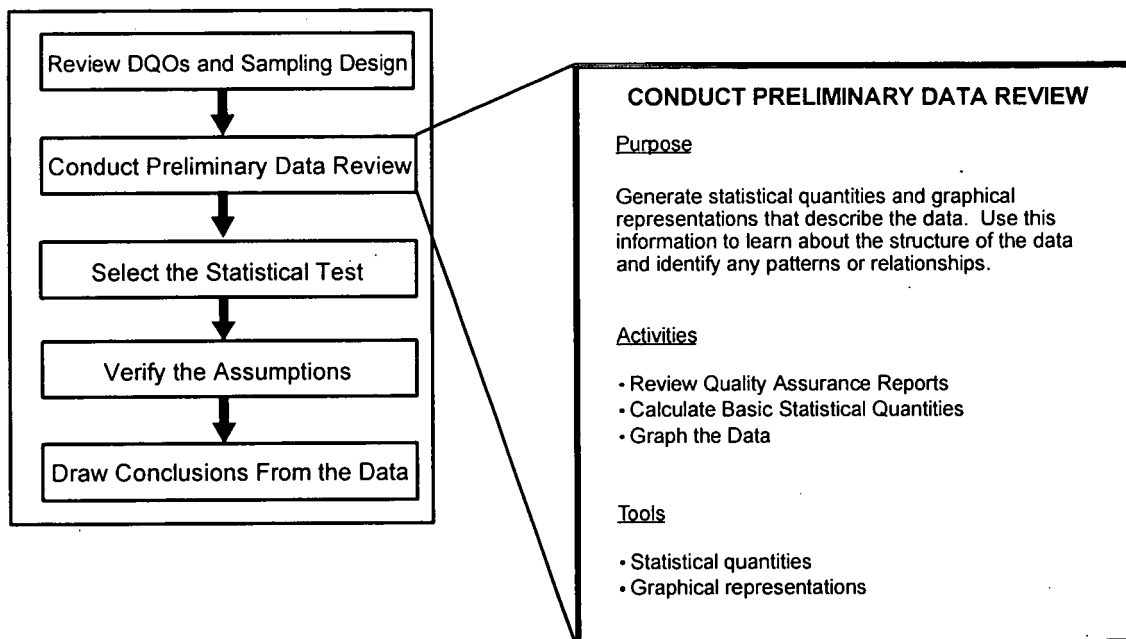 Review DQOs and Sampling Design
Conduct Preliminary Data Review
Select the Statistical Test
Verify the Assumptions
Draw Conclusions From the Data
CONDUCT PRELIMINARY DATA REVIEW
Purpose
Generate statistical quantities and graphical
representations that describe the data. Use this
information to learn about the structure of the data
and identify any patterns or relationships.
Activities
• Review Quality Assurance Reports
• Calculate Basic Statistical Quantities
• Graph the Data
Tools
• Statistical quantities
• Graphical representations